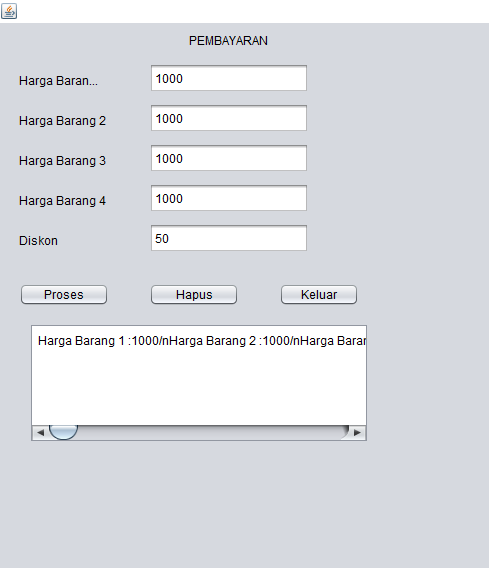 PEMBAYARAN
Harga Baran... 1000
Harga Barang 2 1000
Harga Barang 3 1000
Harga Barang 4 1000
Diskon 50
Proses Hapus Keluar
Harga Barang 1 :1000/nHarga Barang 2 :1000/nHarga Barar